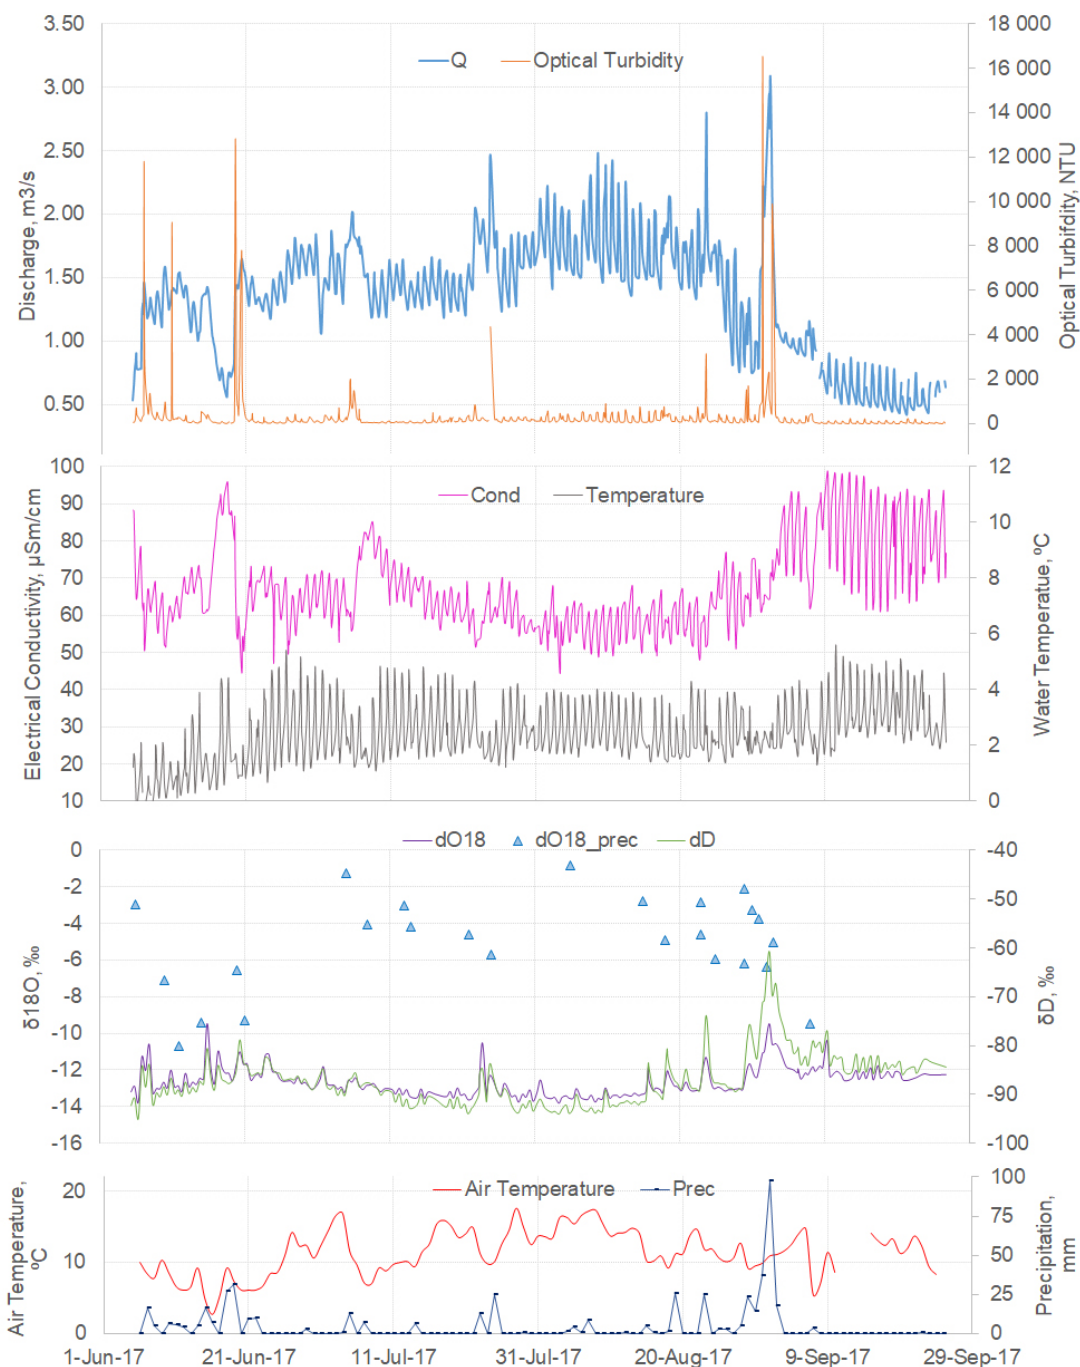 3.50
3.00
2.50
2.00
1.50
1.00
0.50
Discharge, m3/s
Q
Optical Turbidity
18 000
16 000
14 000
12 000
10 000
8 000
6 000
4 000
2 000
0
Optical Turbifdity, NTU
100
90
80
70
60
50
40
30
20
10
Electrical Conductivity, µSm/cm
Cond
Temperature
12
10
8
6
4
2
0
Water Temperatue, ºC
0
-2
-4
-6
-8
-10
-12
-14
-16
δ18O, ‰
dO18
dO18_prec
dD
-40
-50
-60
-70
-80
-90
-100
δD, ‰
20
10
0
Air Temperature,
ºC
Air Temperature
Prec
100
75
50
25
0
Precipitation,
mm
1-Jun-17
21-Jun-17
11-Jul-17
31-Jul-17
20-Aug-17
9-Sep-17
29-Sep-17